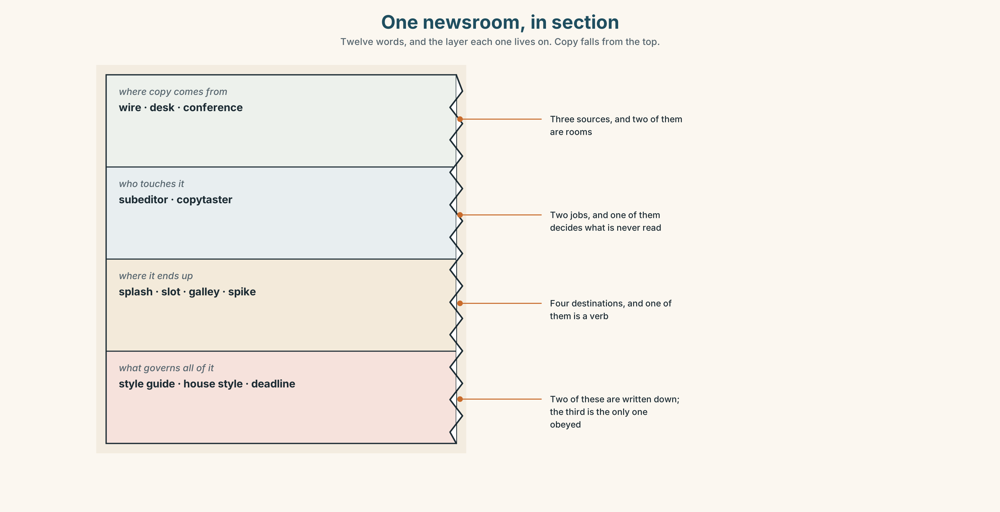 One newsroom, in section
Twelve words, and the layer each one lives on. Copy falls from the top.
where copy comes from
wire · desk · conference
Three sources, and two of them
are rooms
who touches it
subeditor · copytaster
Two jobs, and one of them
decides what is never read
where it ends up
splash · slot · galley · spike
Four destinations, and one of
them is a verb
what governs all of it
style guide · house style · deadline
Two of these are written down;
the third is the only one
obeyed